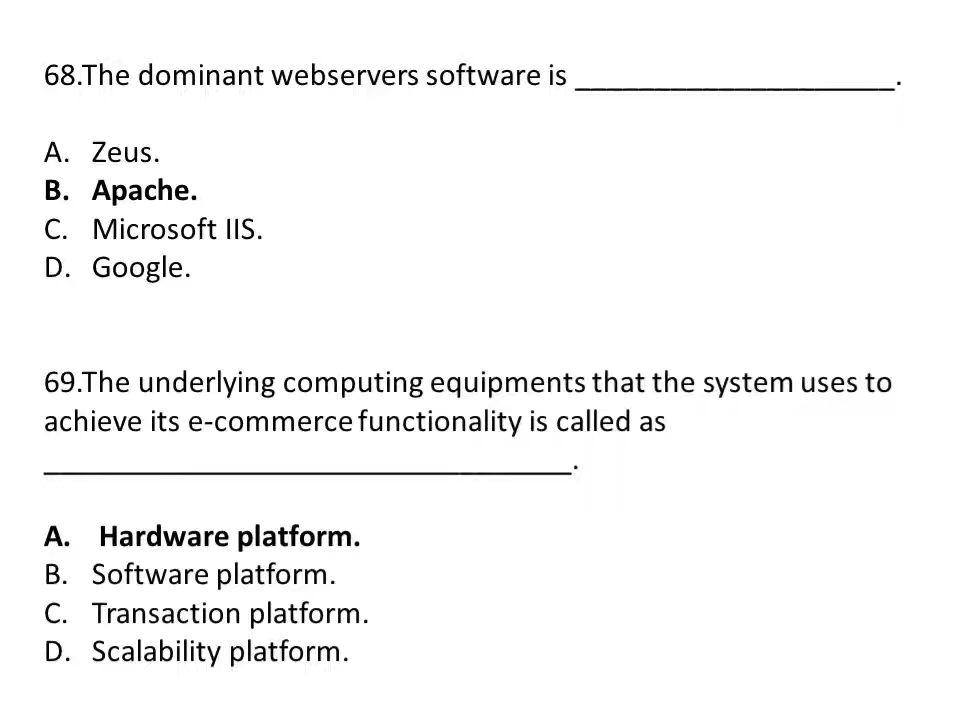 68.The dominant webservers software is ____________________.
A. Zeus.
B. Apache.
C. Microsoft IIS.
D. Google.
69.The underlying computing equipments that the system uses to
achieve its e-commerce functionality is called as
_________________________________.
A. Hardware platform.
B. Software platform.
C. Transaction platform.
D. Scalability platform.